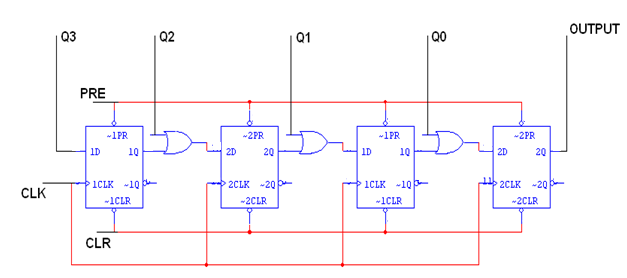 Q3 Q2 Q1 Q0 OUTPUT
PRE
~1PR ~2PR ~1PR ~2PR
1D 1Q 2D 2Q 1D 1Q 2D 2Q
1CLK ~1Q 2CLK ~2Q 1CLK ~1Q 11 2CLK ~2Q
CLK
~1CLR ~2CLR ~1CLR ~2CLR
CLR